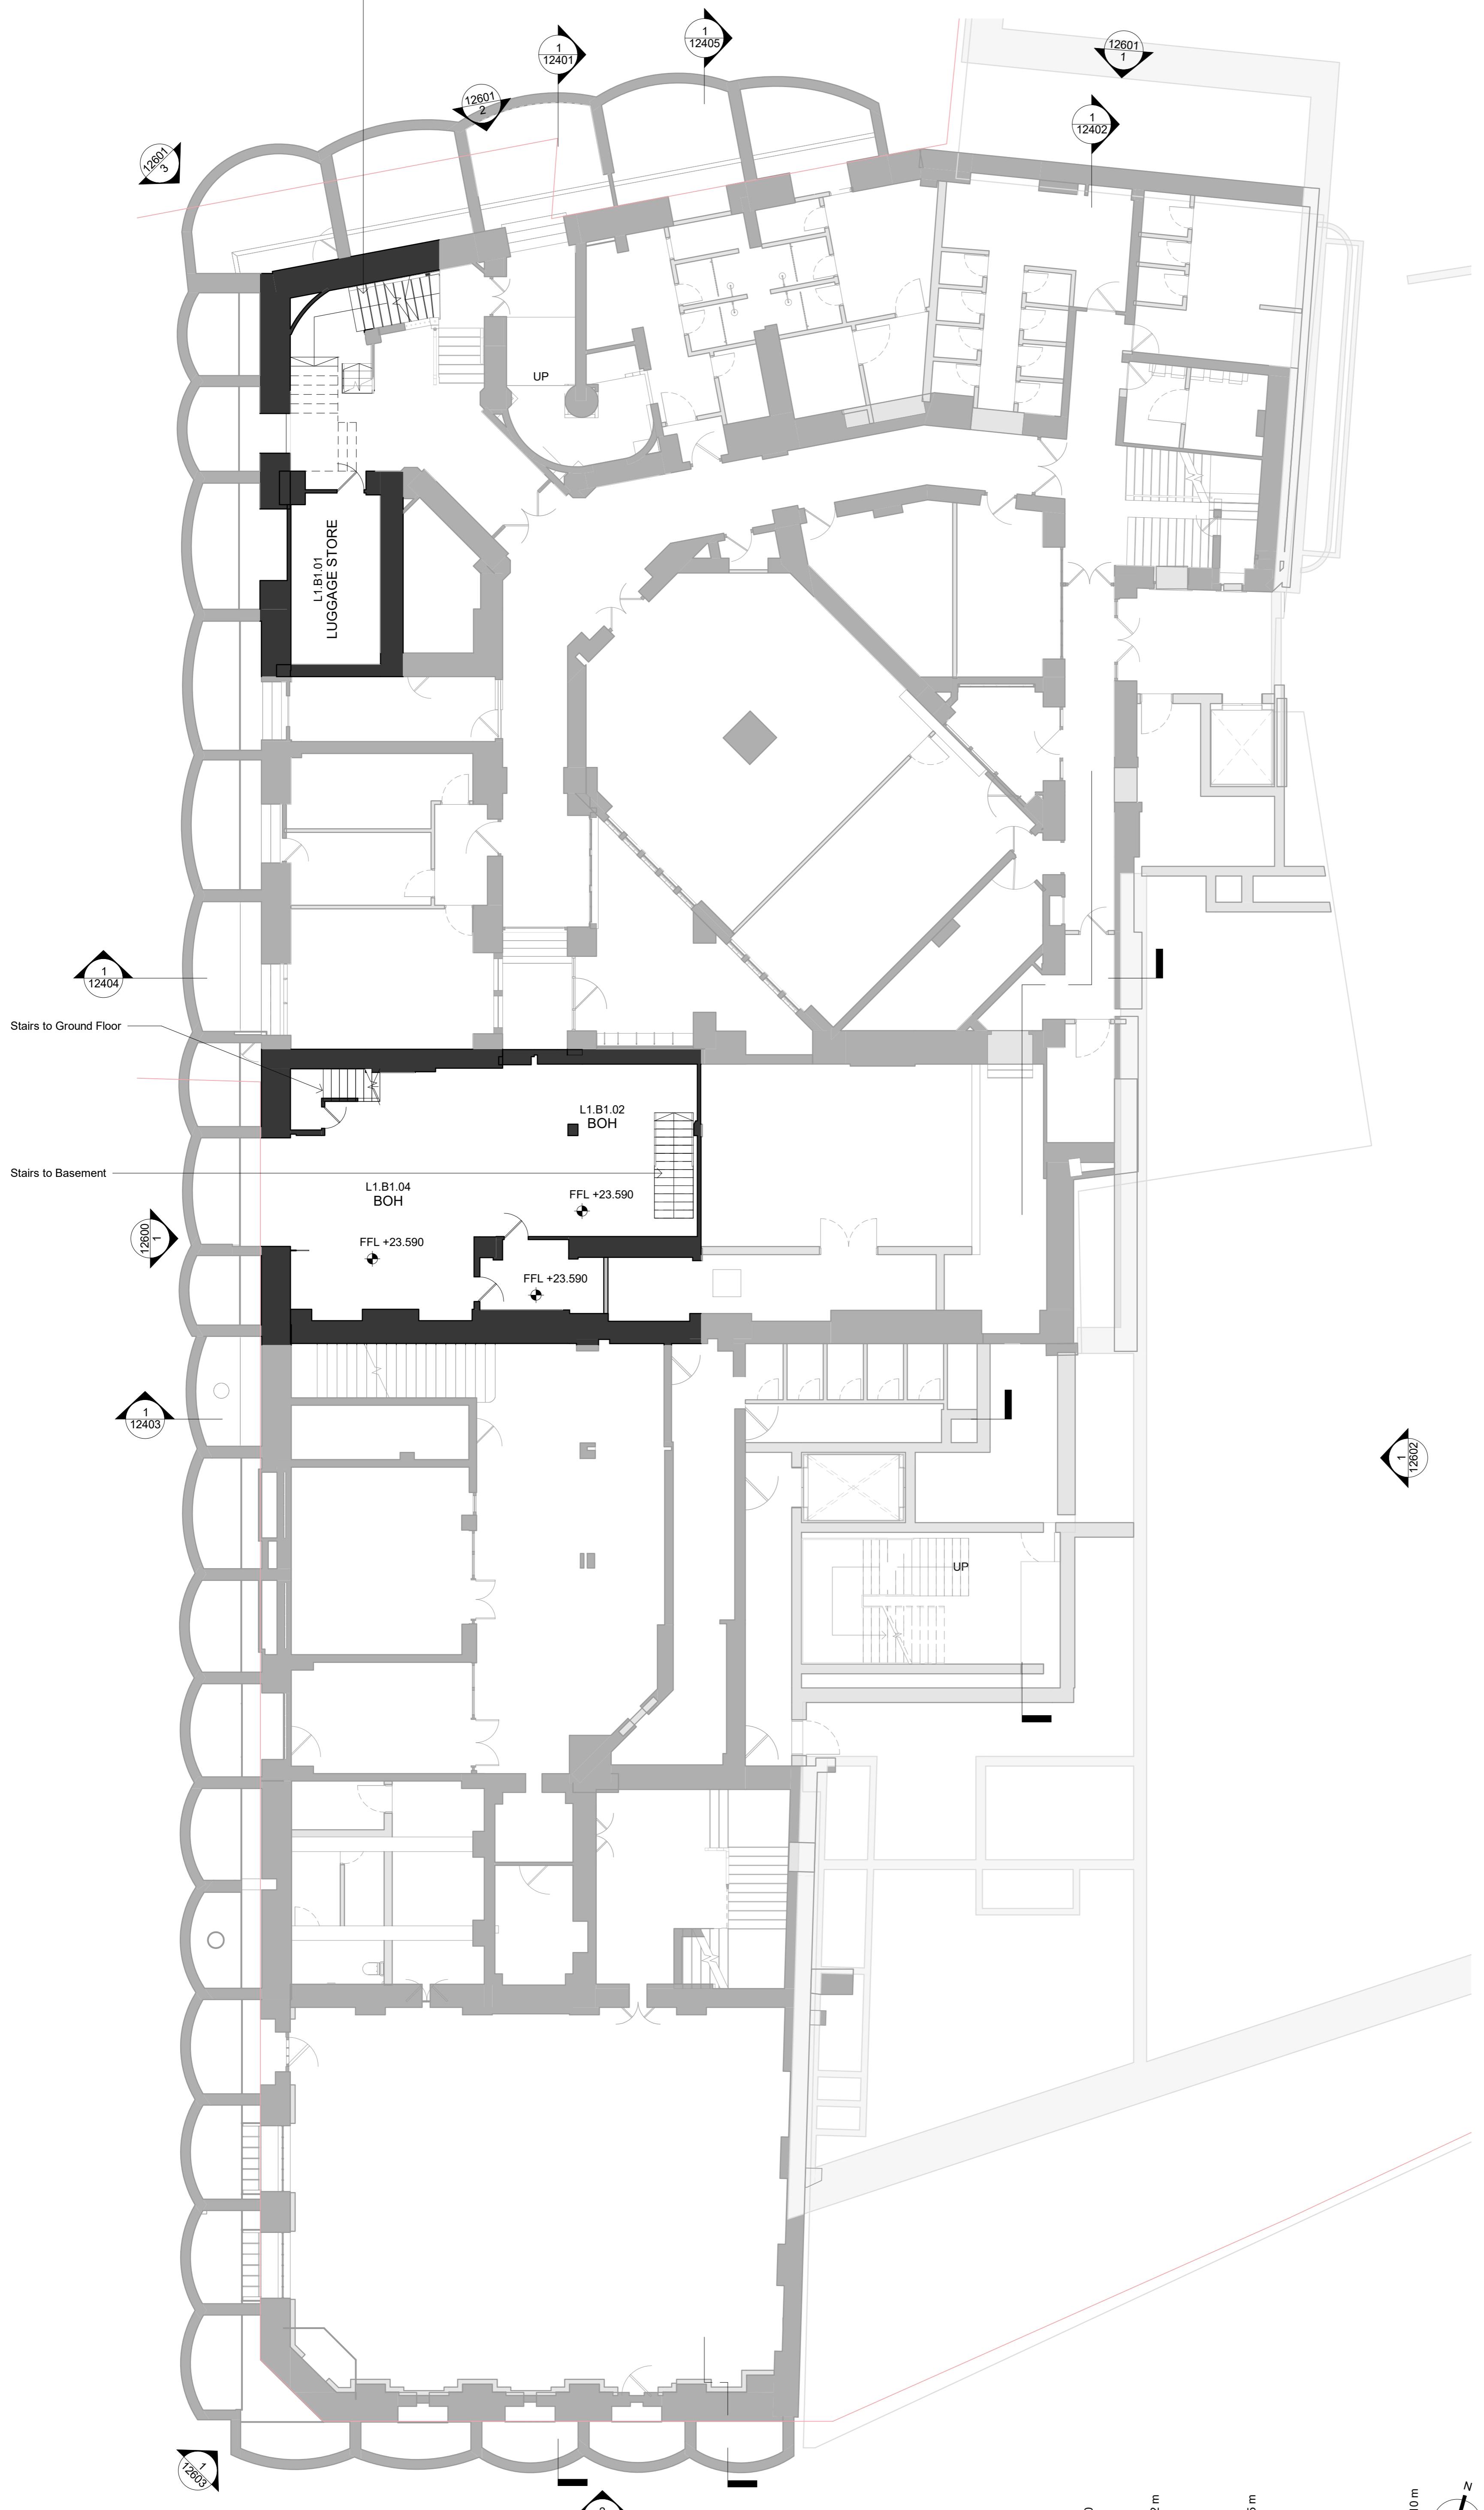 1
12405
1
12401
12601
1
12601
2
1
12402
12601
3
UP
L1.B1.01
LUGGAGE STORE
1
12404
Stairs to Ground Floor
L1.B1.02
BOH
Stairs to Basement
L1.B1.04
BOH
FFL +23.590
12600
1
FFL +23.590
FFL +23.590
1
12403
1
12602
UP
1
12603
N